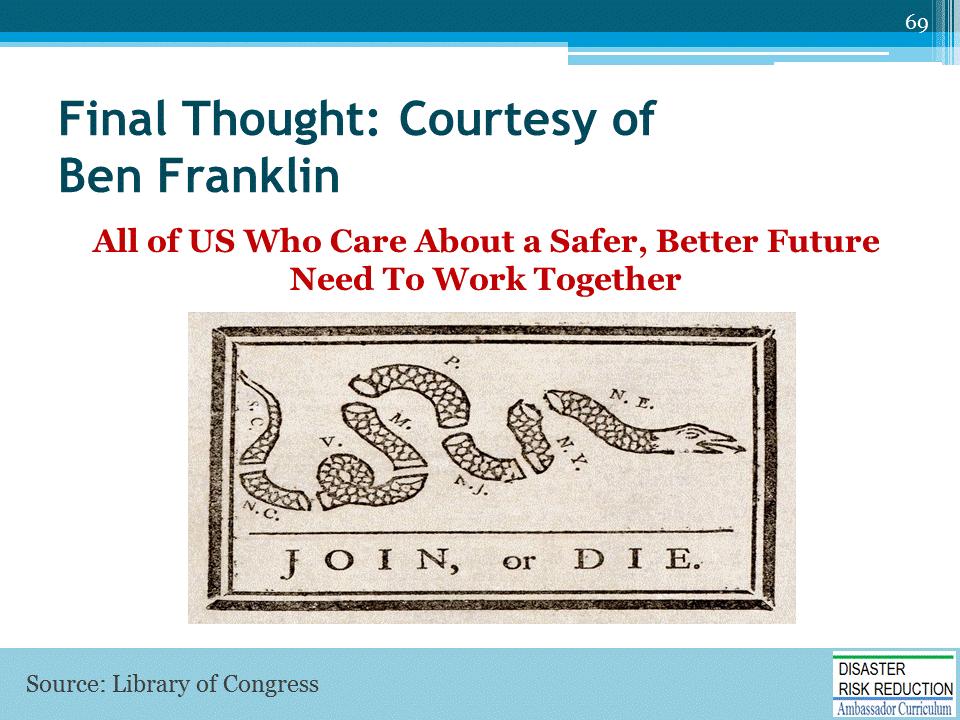 69
Final Thought: Courtesy of
Ben Franklin
All of US Who Care About a Safer, Better Future
Need To Work Together
P.
N. E.
S. C.
M.
V.
N. Y.
N. J.
N. C.
JOIN, or DIE.
Source: Library of Congress
DISASTER
RISK REDUCTION
Ambassador Curriculum